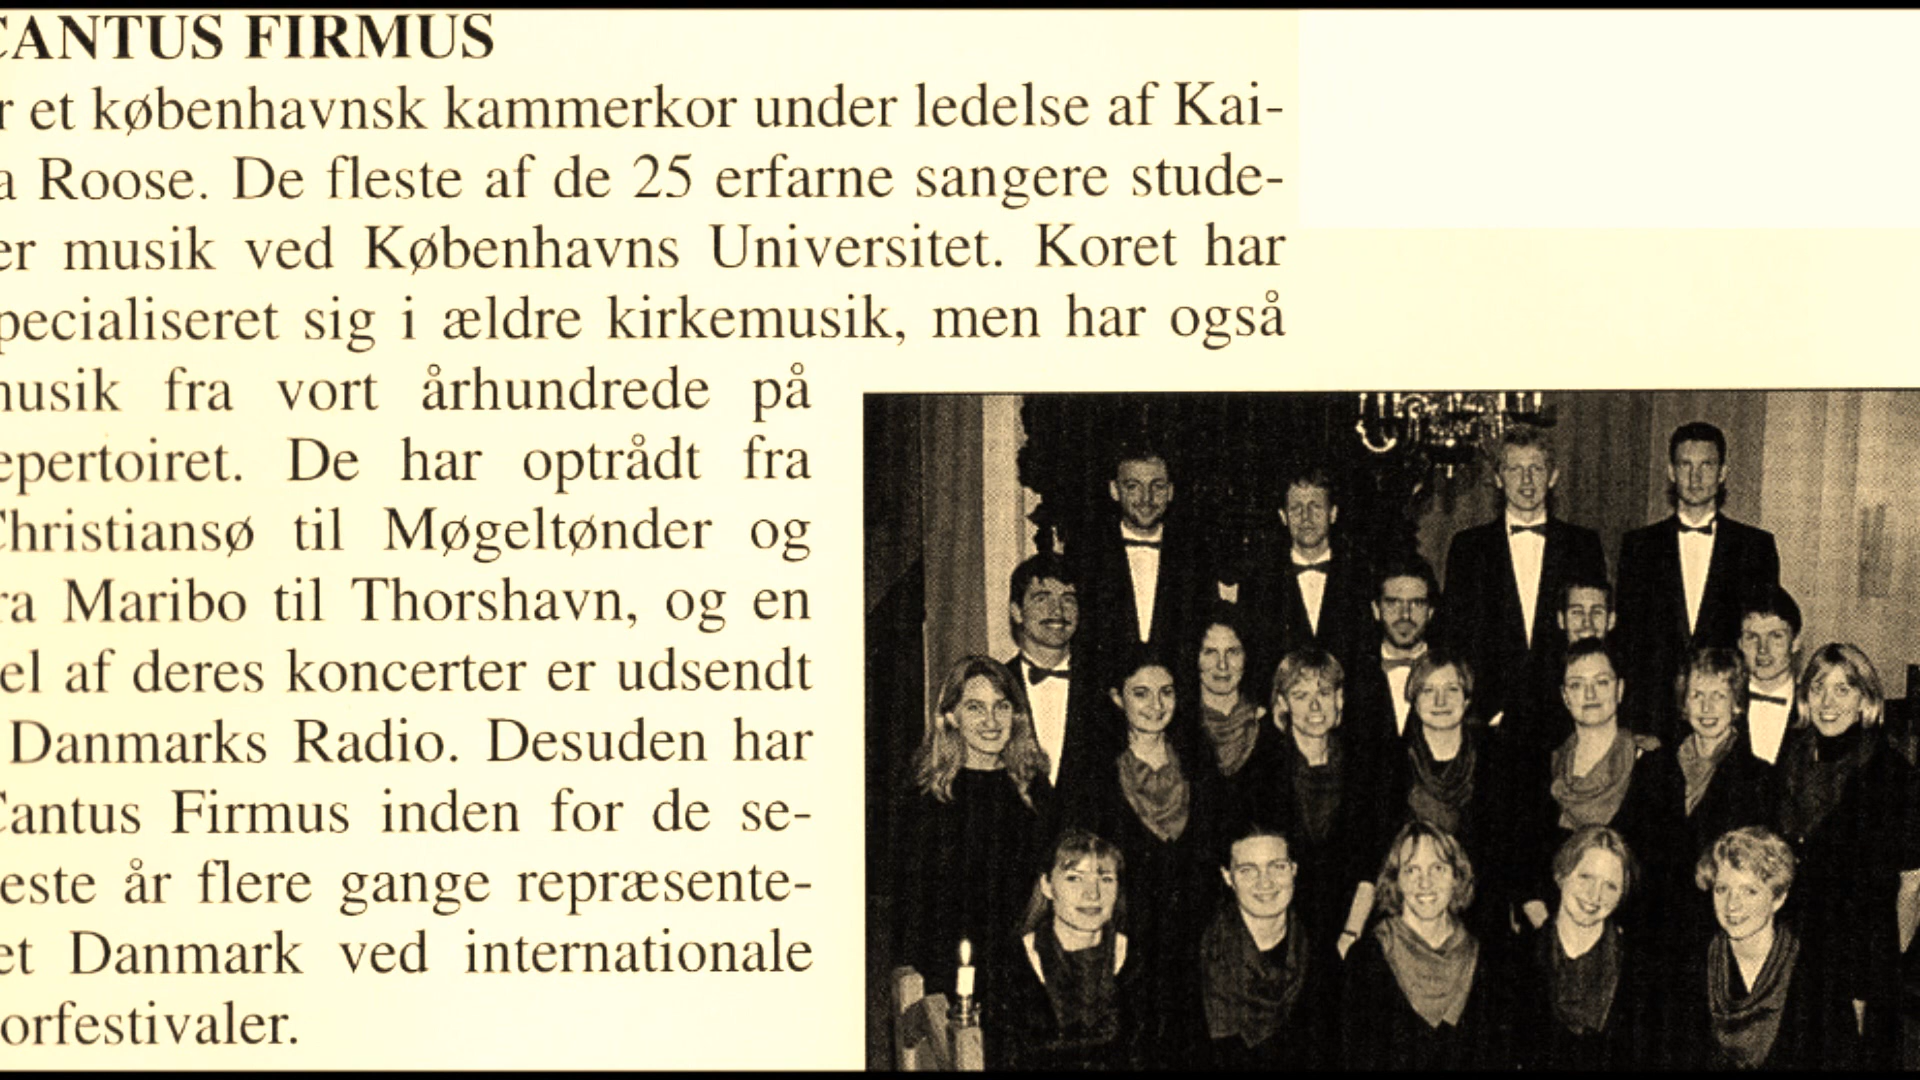 CANTUS FIRMUS
r et københavnsk kammerkor under ledelse af Kai-
a Roose. De fleste af de 25 erfarne sangere stude-
er musik ved Københavns Universitet. Koret har
pecialiseret sig i ældre kirkemusik, men har også
musik fra vort århundrede på
epertoiret. De har optrådt fra
Christiansø til Møgeltønder og
ra Maribo til Thorshavn, og en
el af deres koncerter er udsendt
Danmarks Radio. Desuden har
Cantus Firmus inden for de se-
este år flere gange repræsente-
et Danmark ved internationale
orfestivaler.